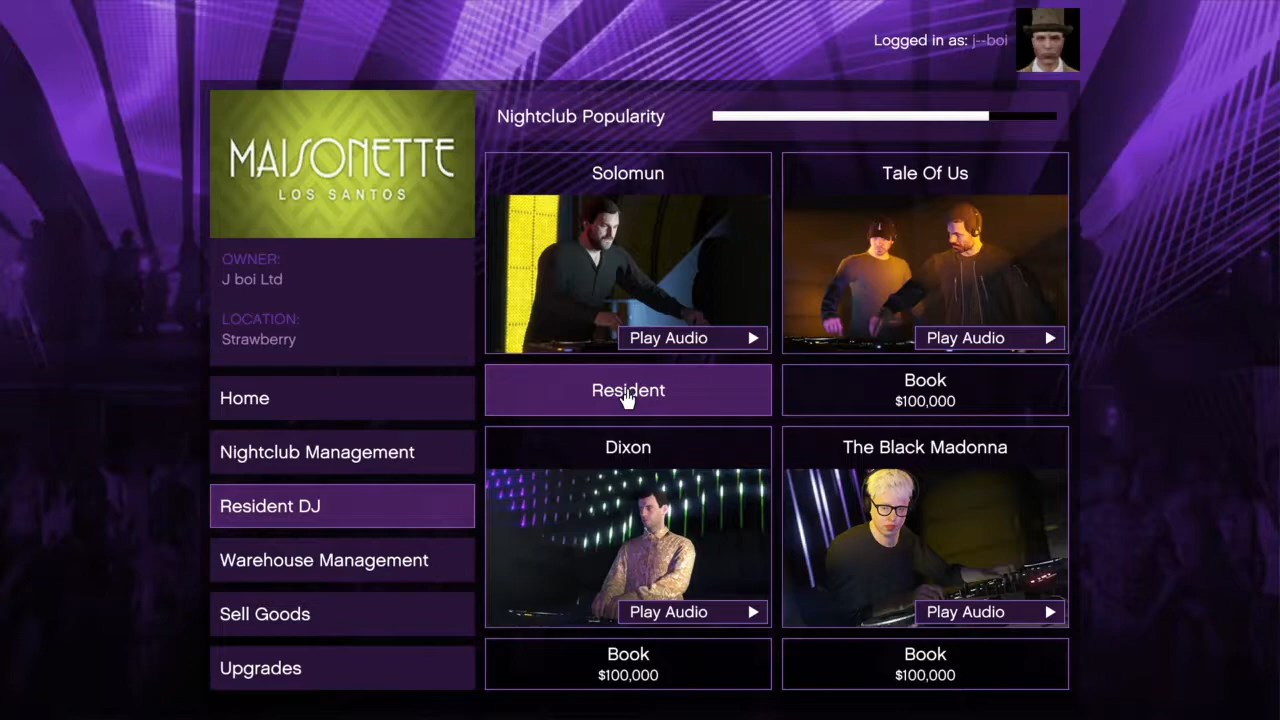 Logged in as: j--boi
MAISONETTE
LOS SANTOS
OWNER:
J boi Ltd
LOCATION:
Strawberry
Home
Nightclub Management
Resident DJ
Warehouse Management
Sell Goods
Upgrades
Nightclub Popularity
Solomun
Play Audio
Resident
Tale Of Us
Play Audio
Book
$100,000
Dixon
Play Audio
Book
$100,000
The Black Madonna
Play Audio
Book
$100,000